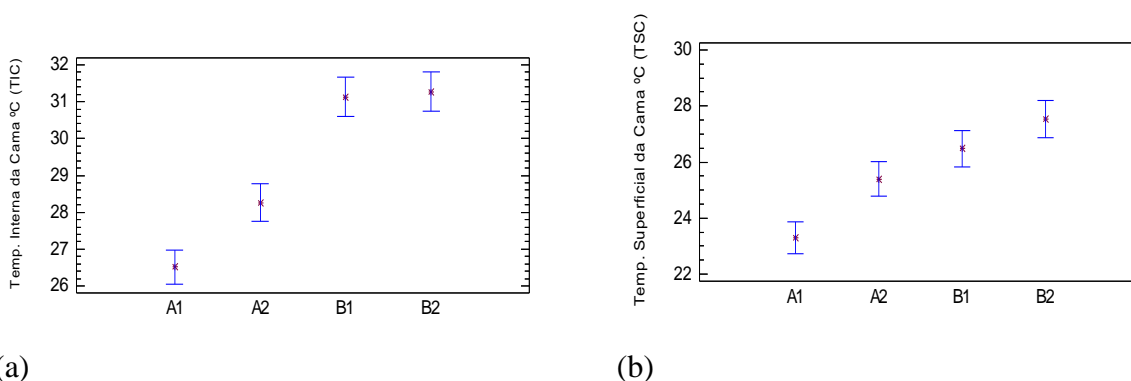 Temp. Interna da Cama ºC (TIC)
32
31
30
29
28
27
26
A1 A2 B1 B2
(a)
Temp. Superficial da Cama ºC (TSC)
30
28
26
24
22
A1 A2 B1 B2
(b)